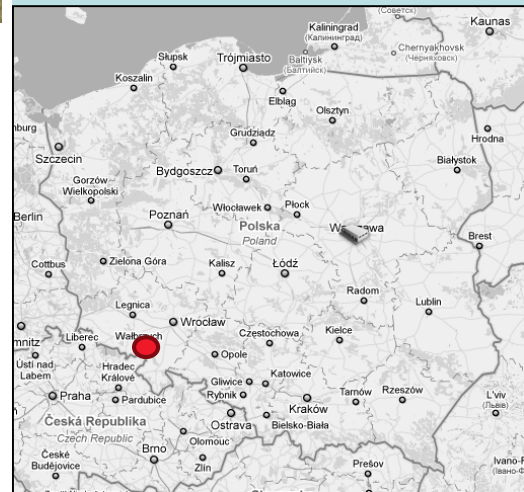 (Советск)
Kaliningrad
(Калининград)
Kaunas
Słupsk
Trójmiasto
Baltiysk
(Балтийск)
Chernyakhovsk
(Черняховск)
Koszalin
Elbląg
Olsztyn
Grudziądz
Hrodna
Szczecin
Białystok
Bydgoszcz
Toruń
Gorzów
Wielkopolski
Włocławek
Płock
Berlin
Poznań
Polska
Poland
Brest
Cottbus
Zielona Góra
Kalisz
Łódź
Radom
Lublin
Legnica
Wrocław
Wałbrzych
Liberec
Częstochowa
Kielce
Ústí nad
Labem
Opole
Hradec
Králové
Gliwice
Katowice
Rybnik
Tarnów
Rzeszów
L'viv
(Львів)
Praha
Pardubice
Kraków
Česká Republika
Czech Republic
Ostrava
Bielsko-Biała
Olomouc
Brno
Zlín
České
Budějovice
Prešov